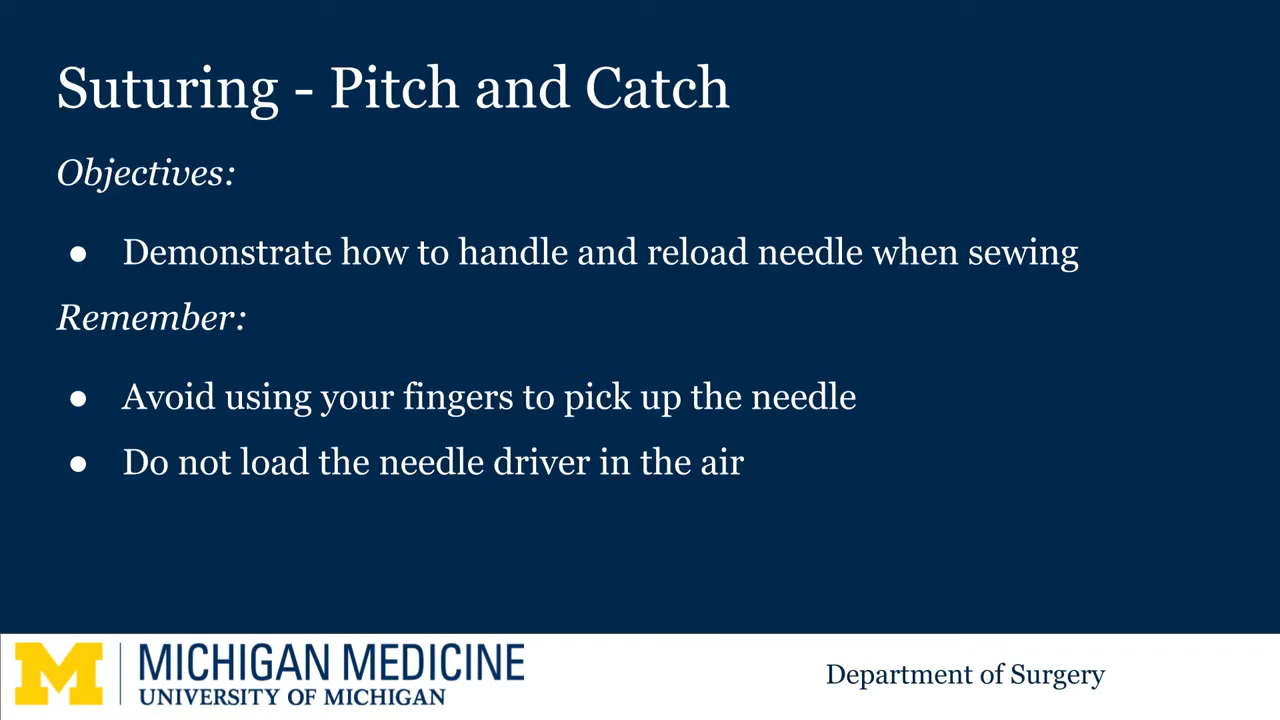 Suturing - Pitch and Catch
Objectives:
● Demonstrate how to handle and reload needle when sewing
Remember:
● Avoid using your fingers to pick up the needle
● Do not load the needle driver in the air
M
MICHIGAN MEDICINE
UNIVERSITY OF MICHIGAN
Department of Surgery